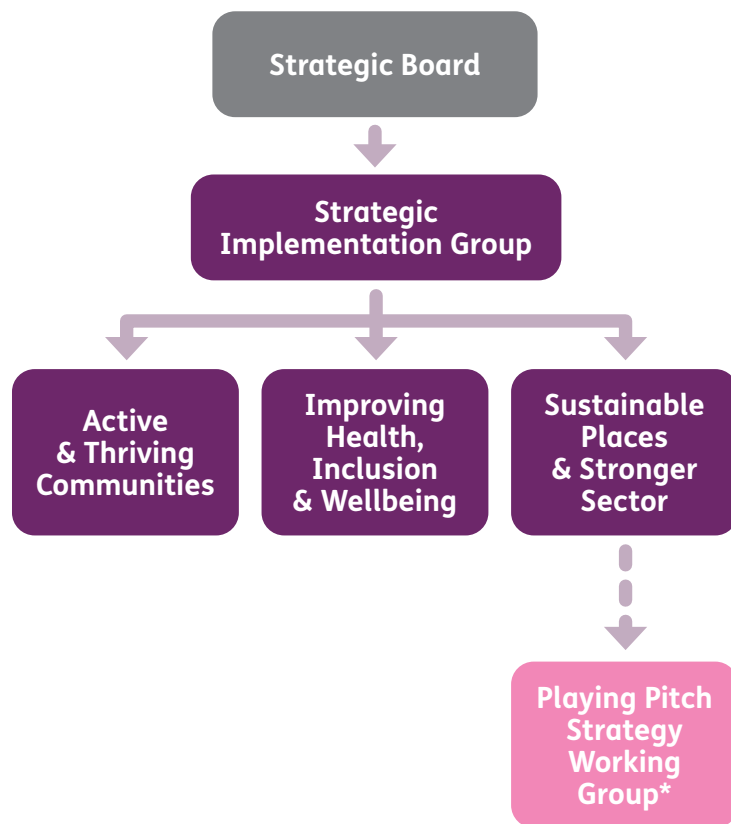 Strategic Board
Strategic
Implementation Group
Active
& Thriving
Communities
Improving
Health,
Inclusion
& Wellbeing
Sustainable
Places
& Stronger
Sector
Playing Pitch
Strategy
Working
Group*